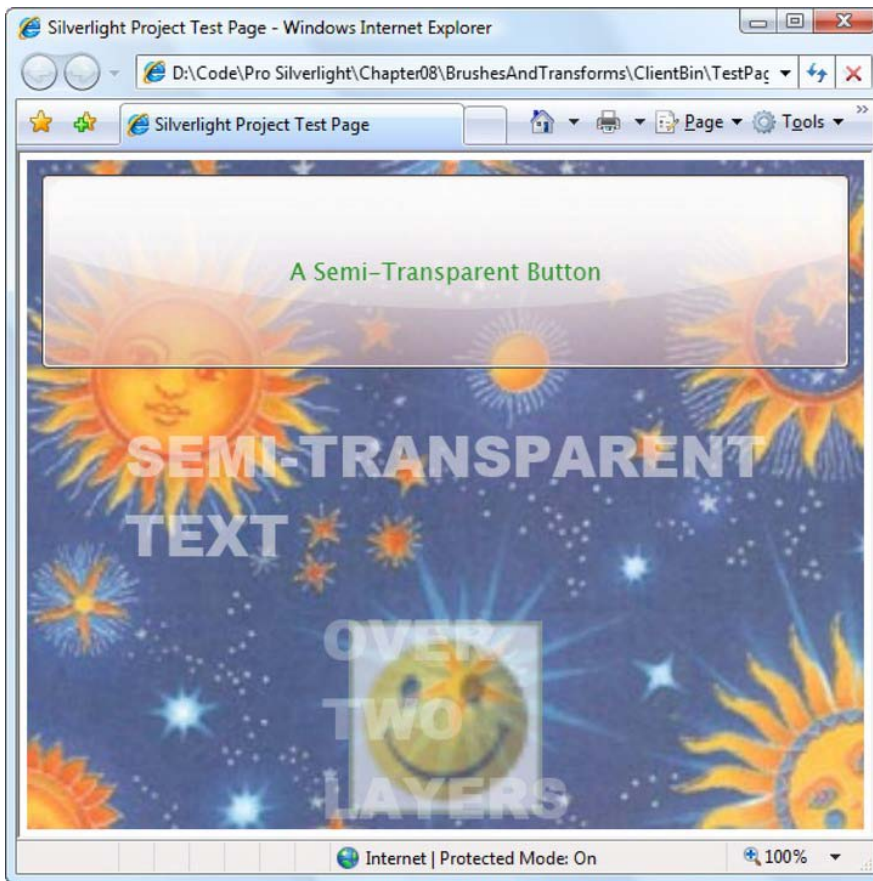 Silverlight Project Test Page - Windows Internet Explorer
D:\Code\Pro Silverlight\Chapter08\BrushesAndTransforms\ClientBin\TestPag
Silverlight Project Test Page
Page
Tools
»
A Semi-Transparent Button
SEMI-TRANSPARENT
TEXT
OVER
TWO
LAYERS
Internet | Protected Mode: On
100%